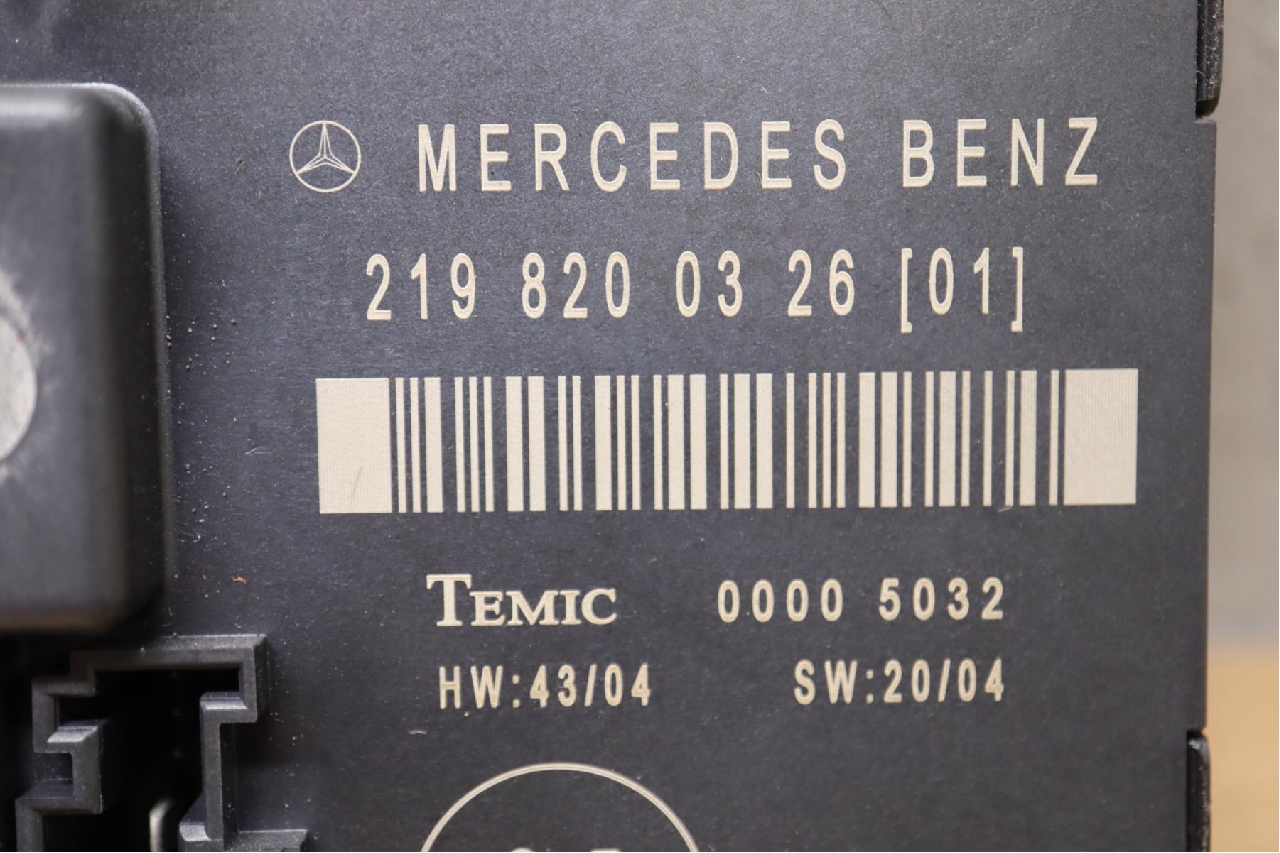 MERCEDES BENZ
219 820 03 26 [01]
TEMIC 0000 5032
HW:43/04 SW:20/04